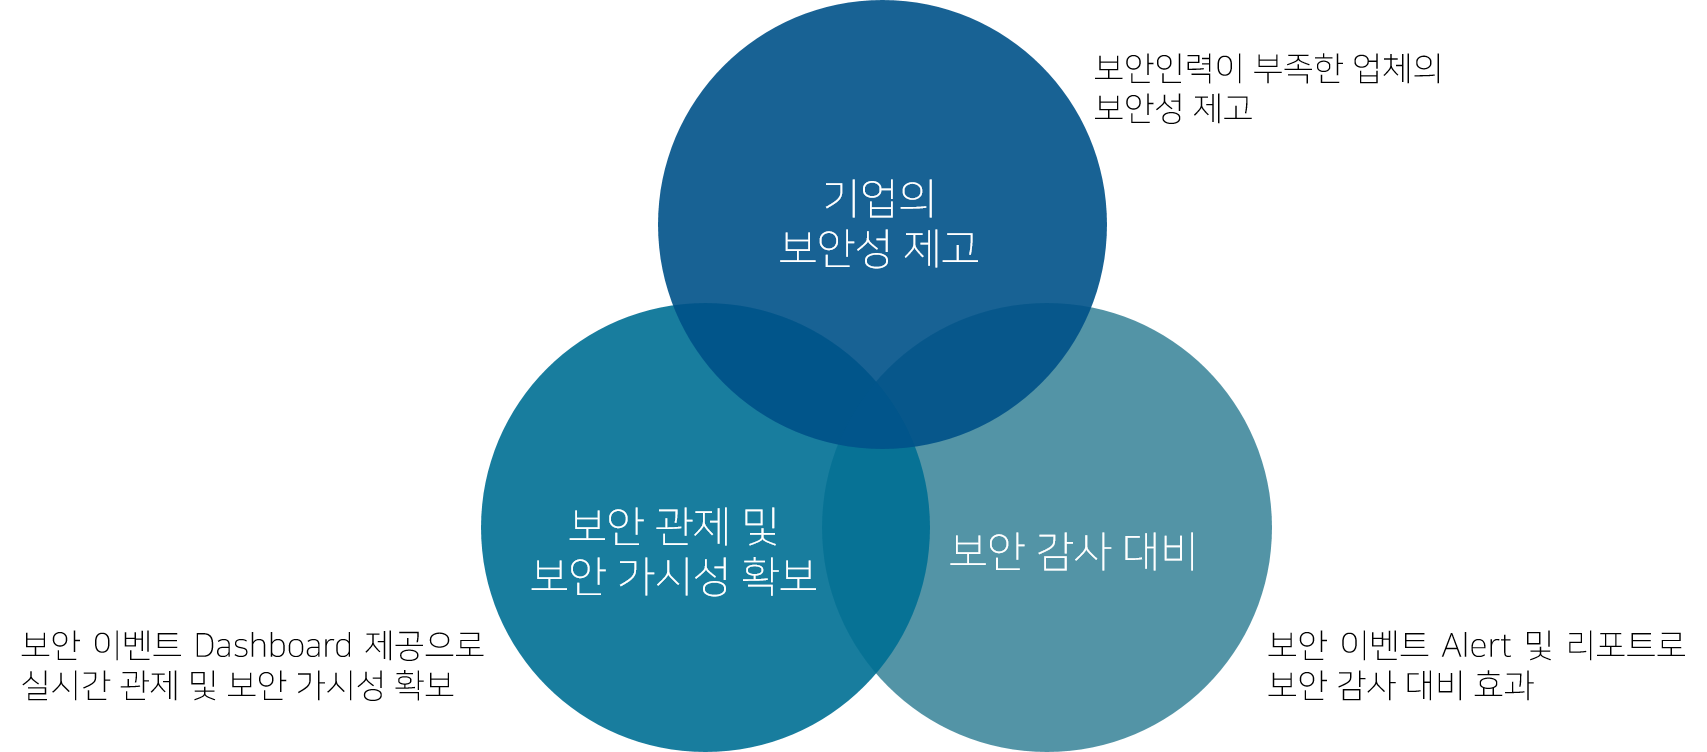 보안인력이 부족한 업체의
보안성 제고
기업의
보안성 제고
보안 관제 및
보안 가시성 확보
보안 감사 대비
보안 이벤트 Dashboard 제공으로
실시간 관제 및 보안 가시성 확보
보안 이벤트 Alert 및 리포트로
보안 감사 대비 효과